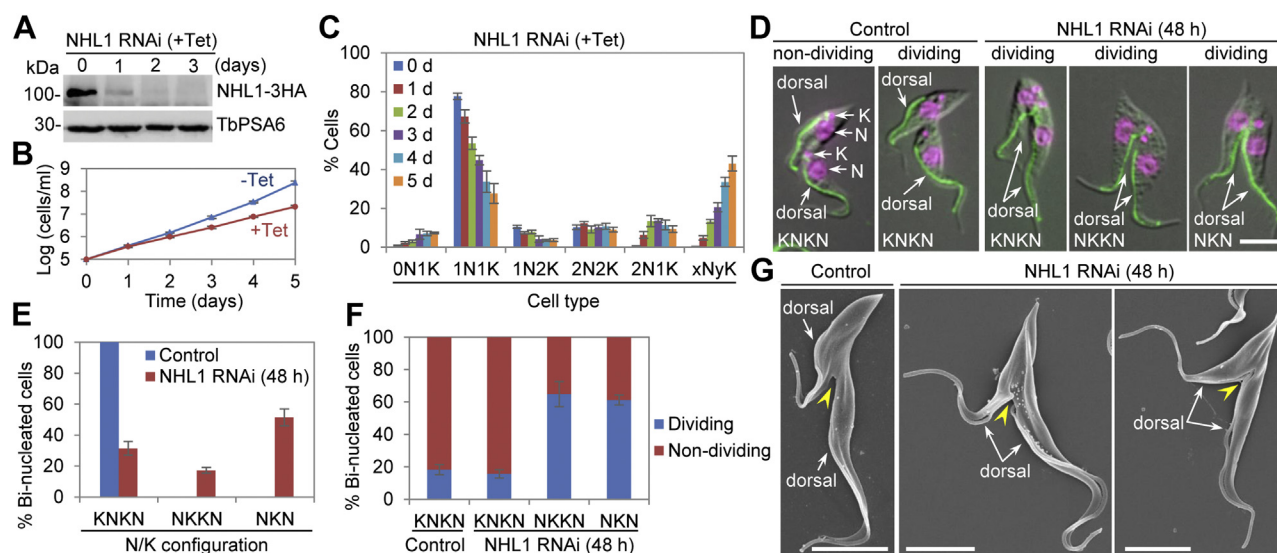 A
NHL1 RNAi (+Tet)
0 1 2 3 (days)
kDa
100-
NHL1-3HA
30-
TbPSA6
B
Log (cells/ml)
9
8
7
6
5
-Tet
+Tet
0 1 2 3 4 5
Time (days)
C
NHL1 RNAi (+Tet)
% Cells
100
80
60
40
20
0
0 d
1 d
2 d
3 d
4 d
5 d
0N1K 1N1K 1N2K 2N2K 2N1K xNyK
Cell type
D
Control NHL1 RNAi (48 h)
non-dividing dividing dividing dividing dividing
dorsal
dorsal
K
N
K
N
dorsal
dorsal
dorsal
dorsal
dorsal
KNKN KNKN KNKN NKKN NKN
E
% Bi-nucleated cells
100
80
60
40
20
0
Control
NHL1 RNAi (48 h)
KNKN NKKN NKN
N/K configuration
F
% Bi-nucleated cells
100
80
60
40
20
0
Dividing
Non-dividing
KNKN KNKN NKKN NKN
Control NHL1 RNAi (48 h)
G
Control NHL1 RNAi (48 h)
dorsal
dorsal
dorsal
dorsal